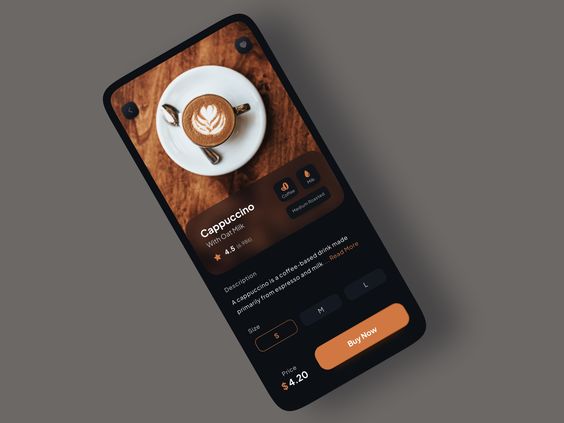 Cappuccino
With Oat Milk
4.5 (6,986)
Coffee
Milk
Medium Roasted
Description
A cappuccino is a coffee-based drink made
primarily from espresso and milk... Read More
Size
S
M
L
Price
$ 4.20
Buy Now